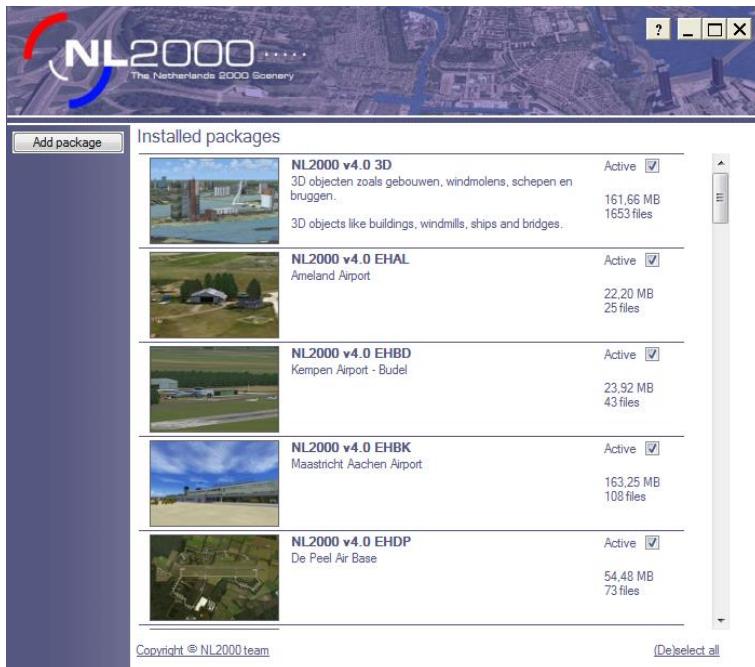 NL2000
The Netherlands 2000 Scenery
?
Add package
Installed packages
NL2000 v4.0 3D
Active
3D objecten zoals gebouwen, windmolens, schepen en
bruggen.
161,66 MB
1653 files
3D objects like buildings, windmills, ships and bridges.
NL2000 v4.0 EHAL
Active
Ameland Airport
22,20 MB
25 files
NL2000 v4.0 EHBD
Active
Kempen Airport - Budel
23,92 MB
43 files
NL2000 v4.0 EHBK
Active
Maastricht Aachen Airport
163,25 MB
108 files
NL2000 v4.0 EHDP
Active
De Peel Air Base
54,48 MB
73 files
Copyright © NL2000 team
(De)select all